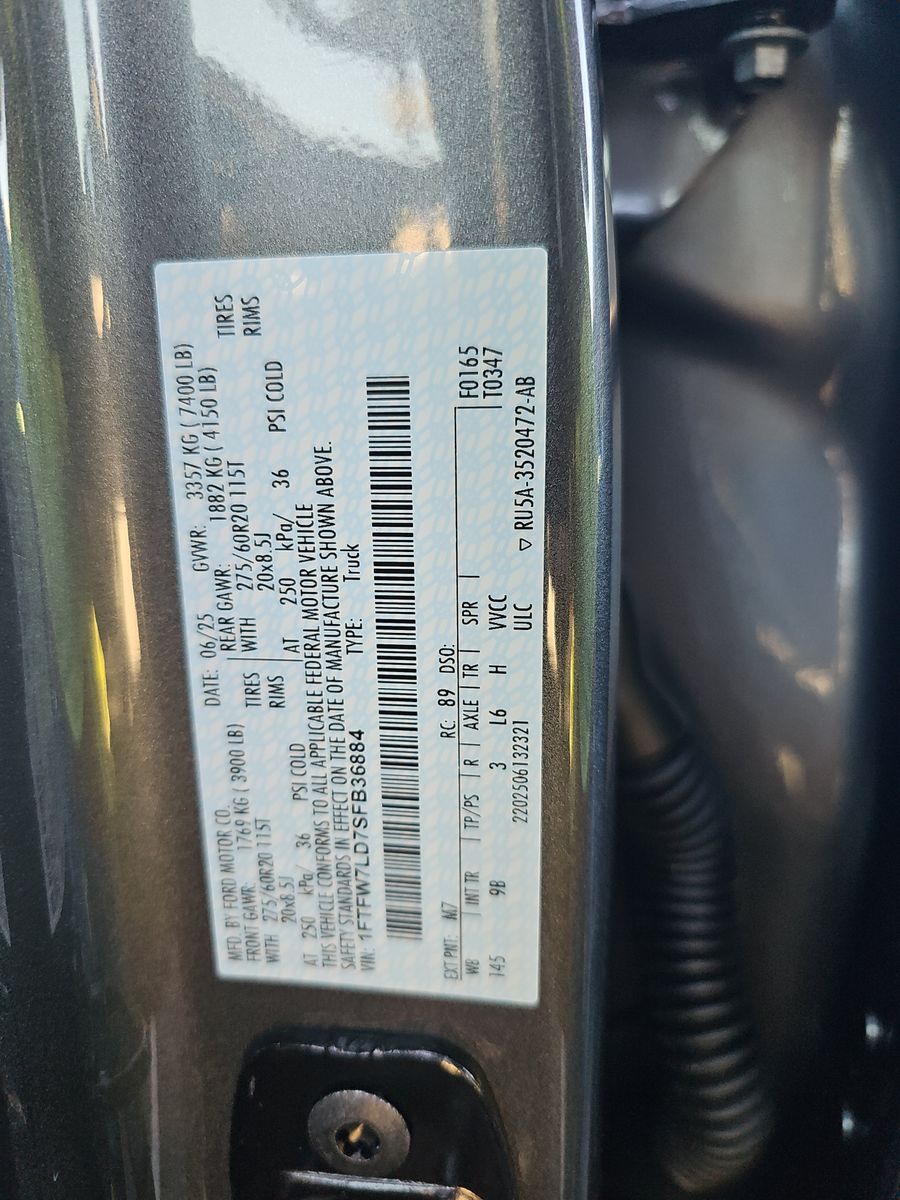 MFD. BY FORD MOTOR CO. DATE: 06/25 GVWR: 3357 KG ( 7400 LB)
FRONT GAWR: 1769 KG ( 3900 LB) REAR GAWR: 1882 KG ( 4150 LB)
WITH 275/60R20 115T TIRES WITH 275/60R20 115T TIRES
20x8.5J RIMS 20x8.5J RIMS
AT 250 kPa/ 36 PSI COLD AT 250 kPa/ 36 PSI COLD
THIS VEHICLE CONFORMS TO ALL APPLICABLE FEDERAL MOTOR VEHICLE
SAFETY STANDARDS IN EFFECT ON THE DATE OF MANUFACTURE SHOWN ABOVE.
VIN: 1FTFW7LD7SFB36884 TYPE: Truck
EXT PNT: M7 RC: 89 DSO:
WB INT TR TP/PS R AXLE TR SPR F0165
145 9B 3 L6 H VVCC T0347
2202506132321 ULC ▽ RU5A-3520472-AB